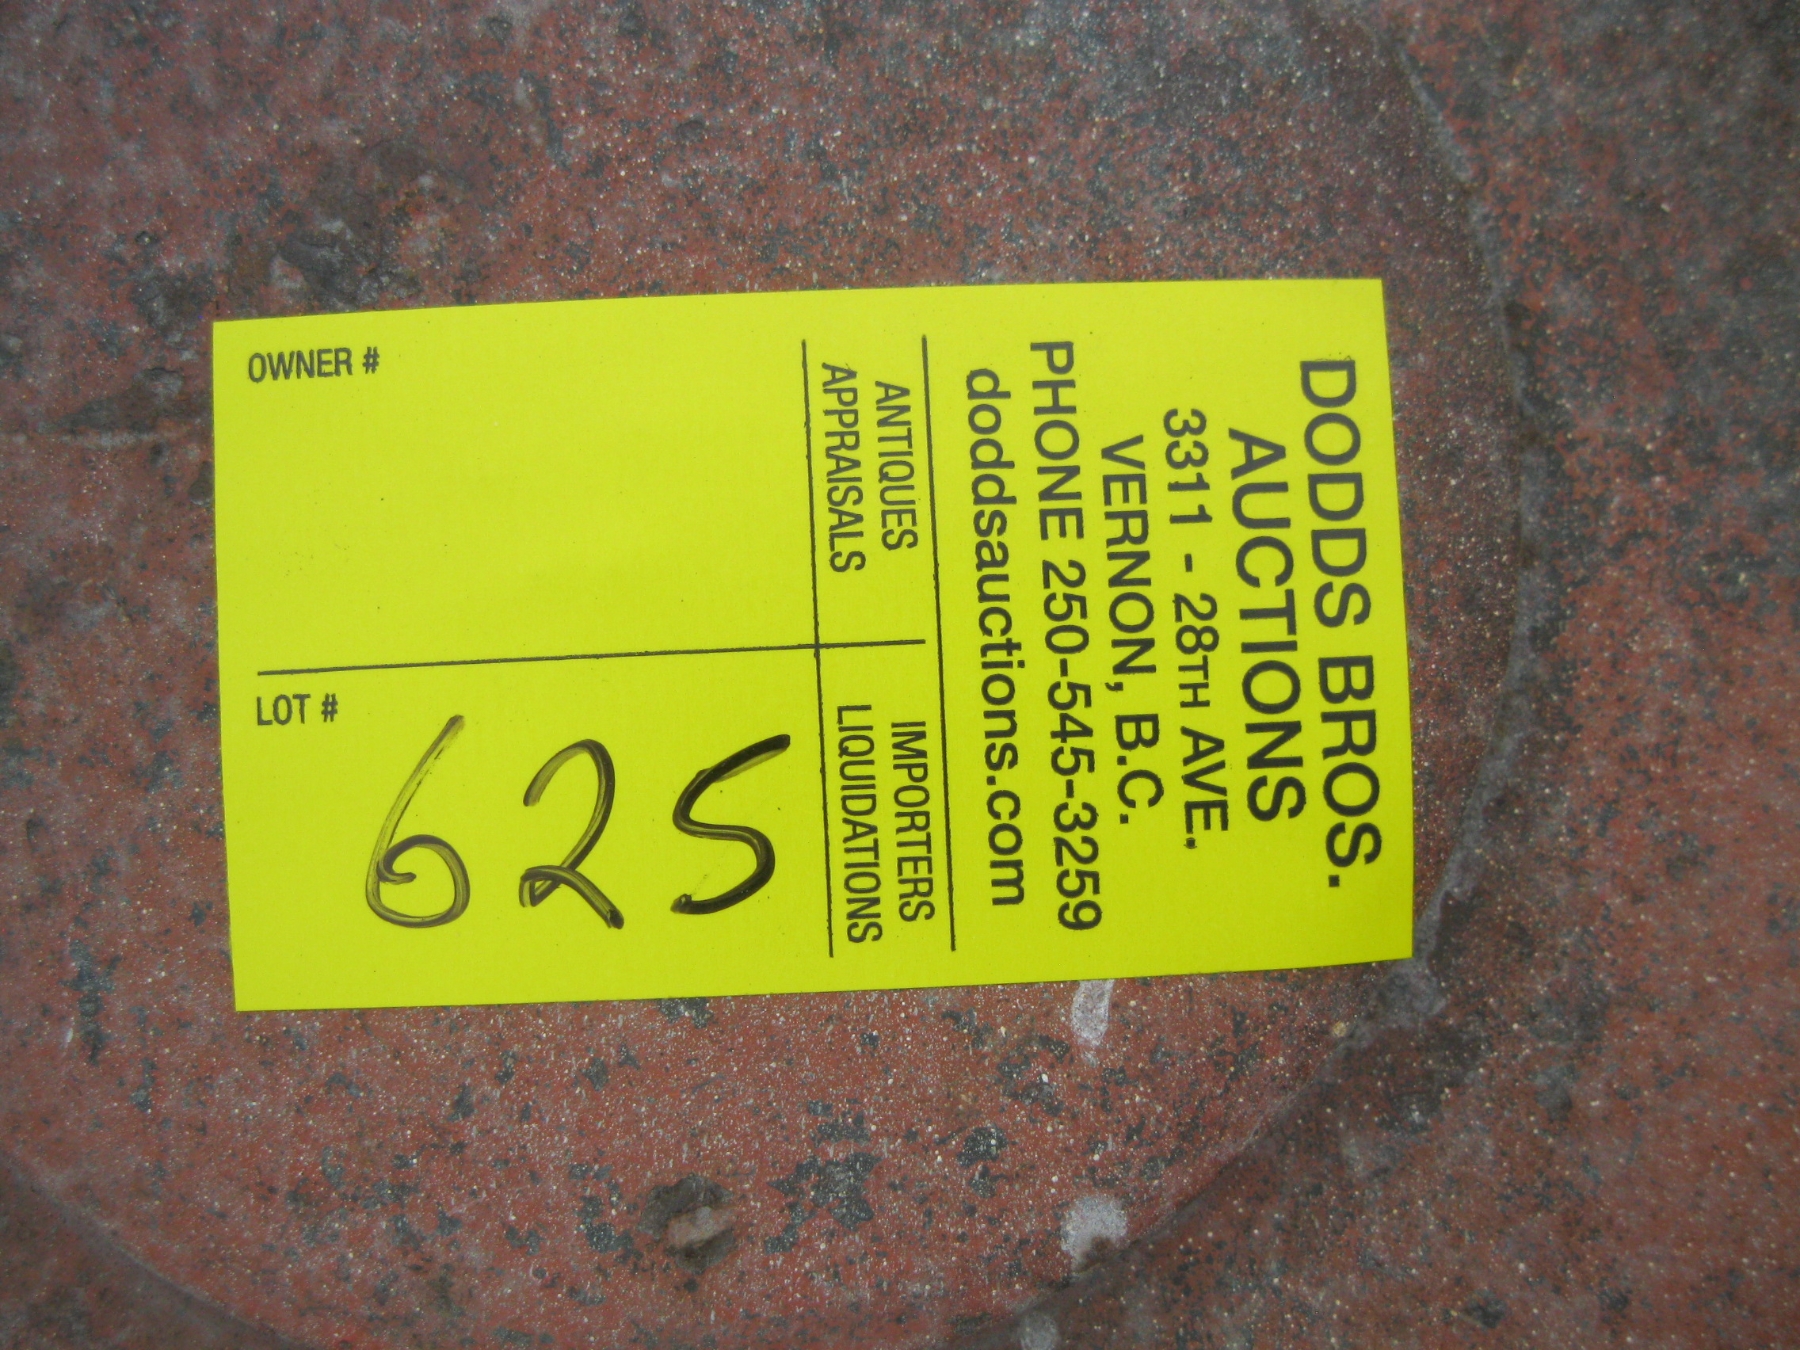 DODDS BROS.
AUCTIONS
3311 - 28TH AVE.
VERNON, B.C.
PHONE 250-545-3259
doddsauctions.com
ANTIQUES
APPRAISALS
IMPORTERS
LIQUIDATIONS
OWNER #
LOT #
625